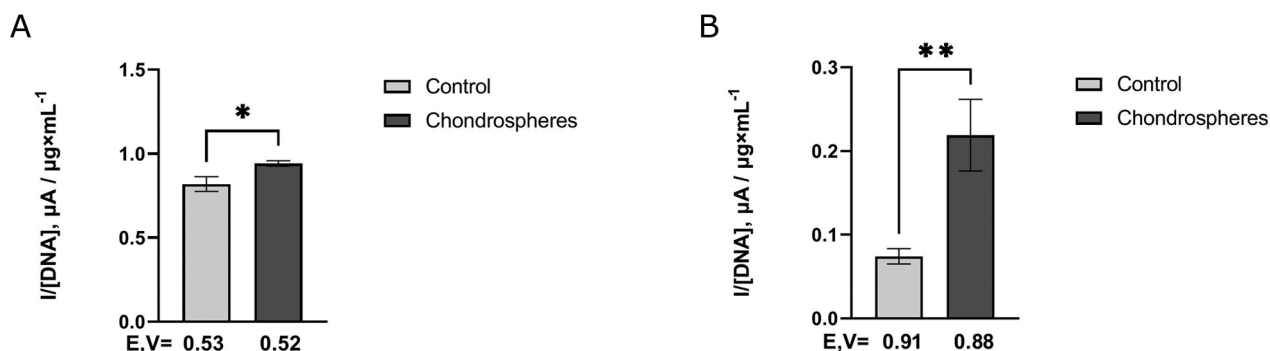 A
I/[DNA], μA / μg×mL⁻¹
1.5
1.0
0.5
0.0
*
Control
Chondrospheres
E,V= 0.53 0.52
B
I/[DNA], μA / μg×mL⁻¹
0.3
0.2
0.1
0.0
**
Control
Chondrospheres
E,V= 0.91 0.88